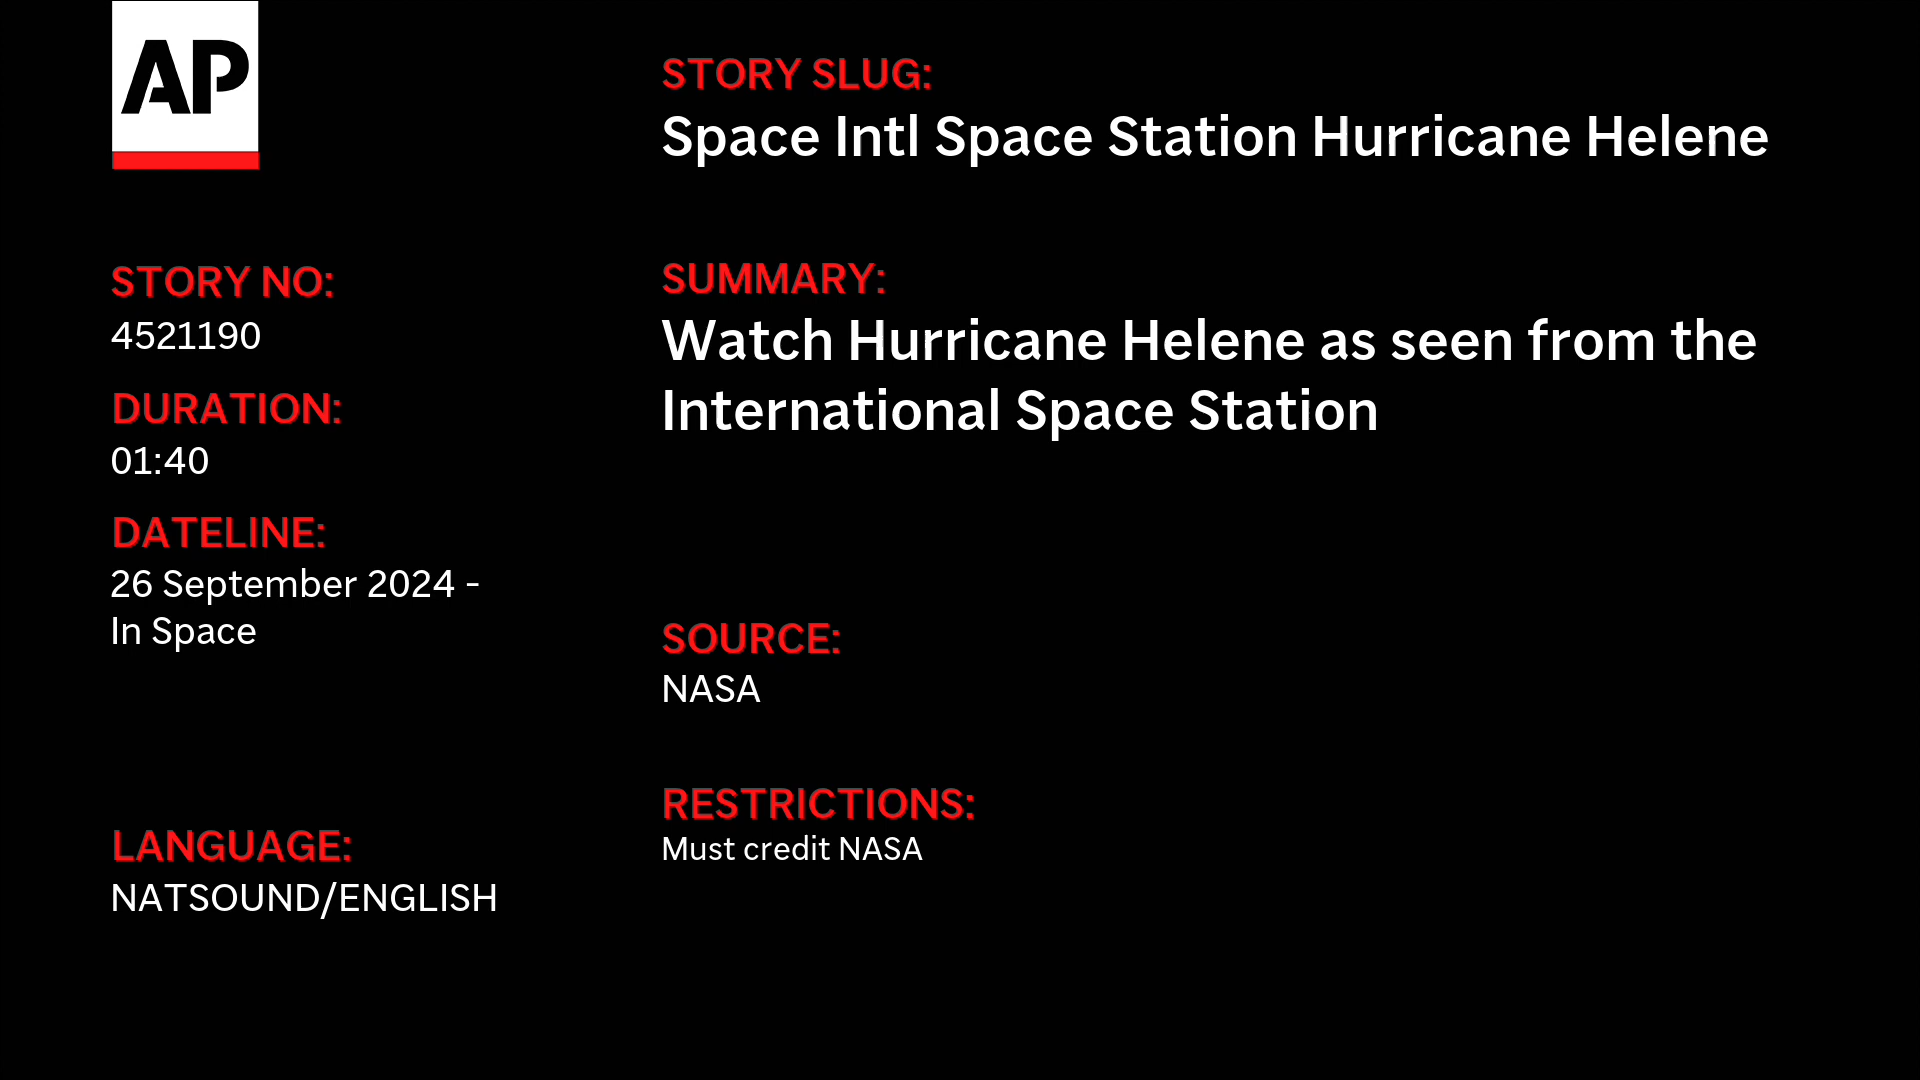 AP
STORY SLUG:
Space Intl Space Station Hurricane Helene
STORY NO:
4521190
DURATION:
01:40
DATELINE:
26 September 2024 -
In Space
LANGUAGE:
NATSOUND/ENGLISH
SUMMARY:
Watch Hurricane Helene as seen from the
International Space Station
SOURCE:
NASA
RESTRICTIONS:
Must credit NASA